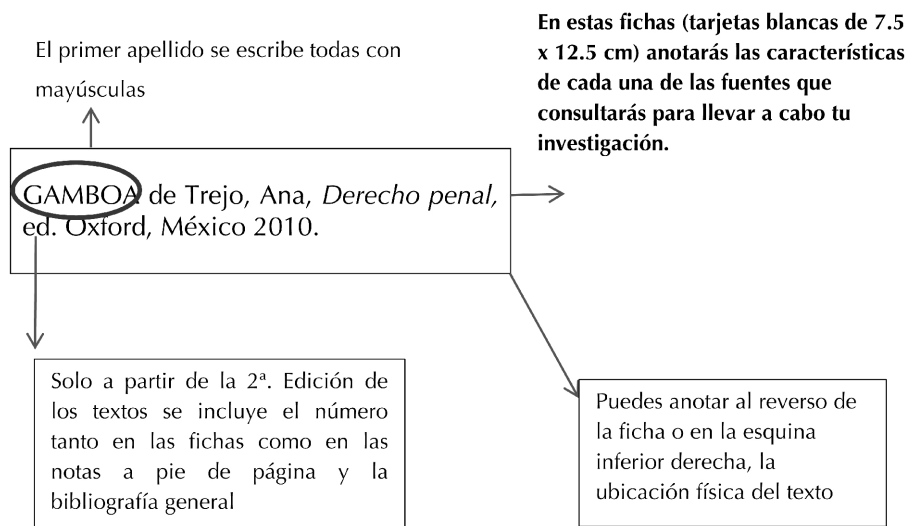 El primer apellido se escribe todas con
mayúsculas
En estas fichas (tarjetas blancas de 7.5
x 12.5 cm) anotarás las características
de cada una de las fuentes que
consultarás para llevar a cabo tu
investigación.
GAMBOA de Trejo, Ana, Derecho penal,
ed. Oxford, México 2010.
Solo a partir de la 2ª. Edición de
los textos se incluye el número
tanto en las fichas como en las
notas a pie de página y la
bibliografía general
Puedes anotar al reverso de
la ficha o en la esquina
inferior derecha, la
ubicación física del texto